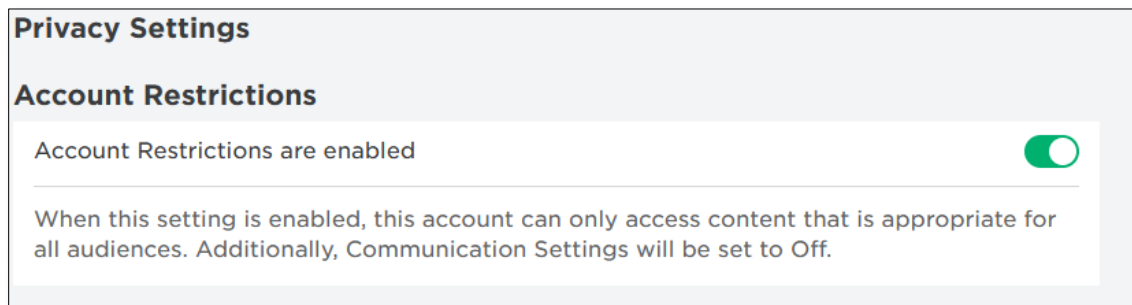 Privacy Settings
Account Restrictions
Account Restrictions are enabled
When this setting is enabled, this account can only access content that is appropriate for
all audiences. Additionally, Communication Settings will be set to Off.